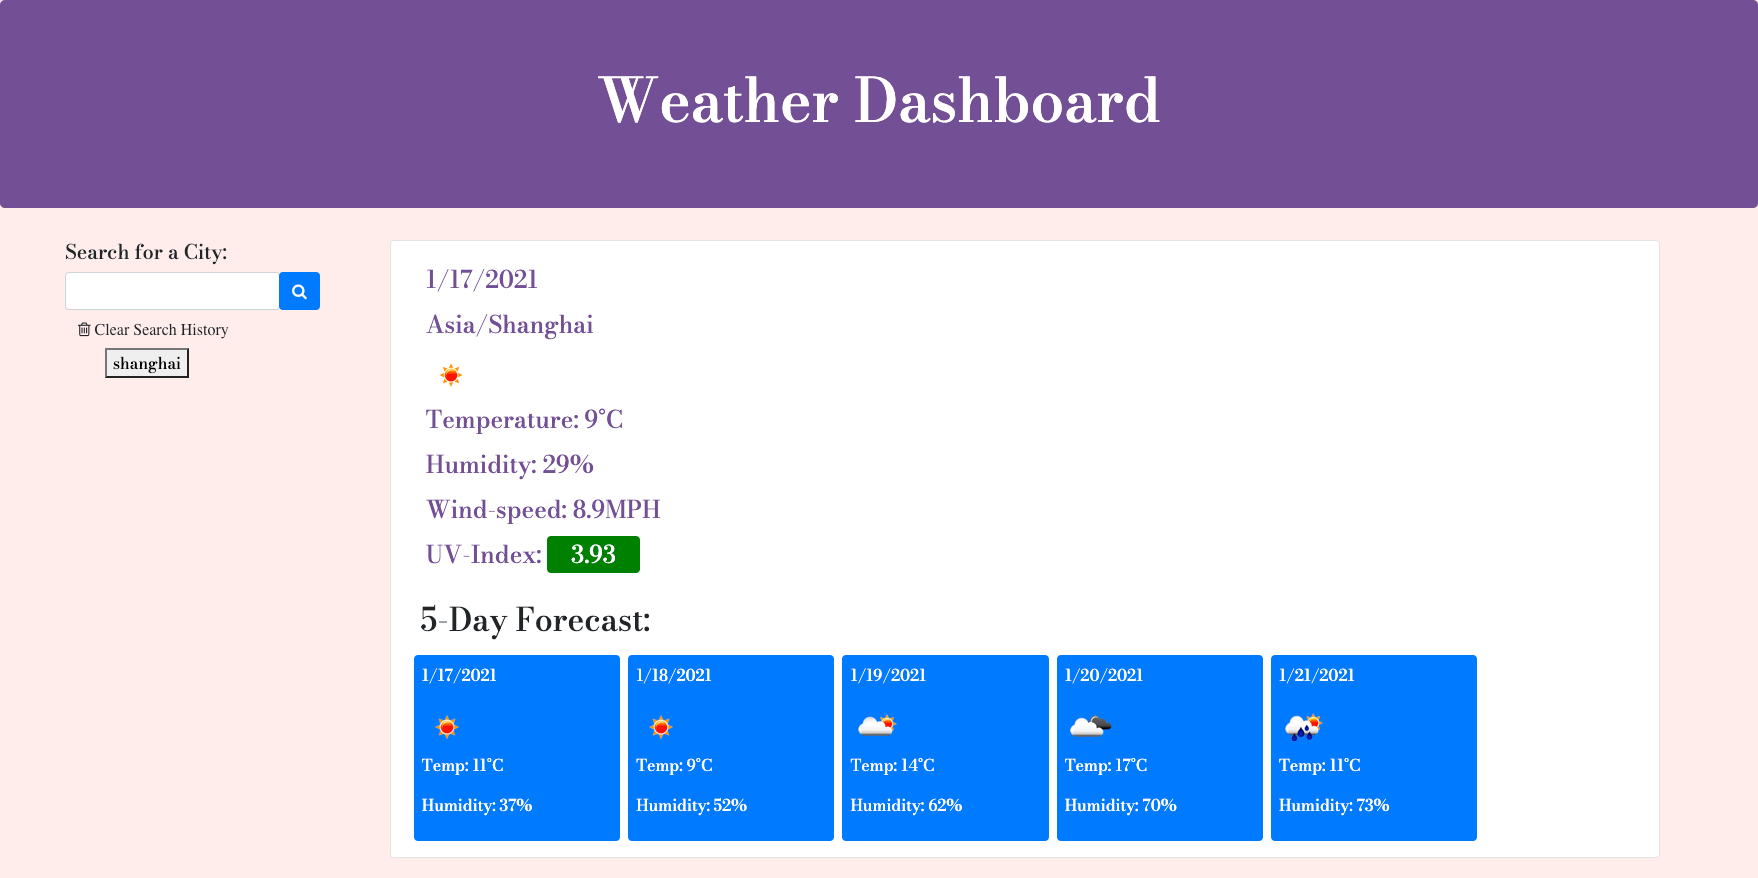 Weather Dashboard
Search for a City:
Clear Search History
shanghai
1/17/2021
Asia/Shanghai
Temperature: 9°C
Humidity: 29%
Wind-speed: 8.9MPH
UV-Index: 3.93
5-Day Forecast:
1/17/2021
Temp: 11°C
Humidity: 37%
1/18/2021
Temp: 9°C
Humidity: 52%
1/19/2021
Temp: 14°C
Humidity: 62%
1/20/2021
Temp: 17°C
Humidity: 70%
1/21/2021
Temp: 11°C
Humidity: 73%